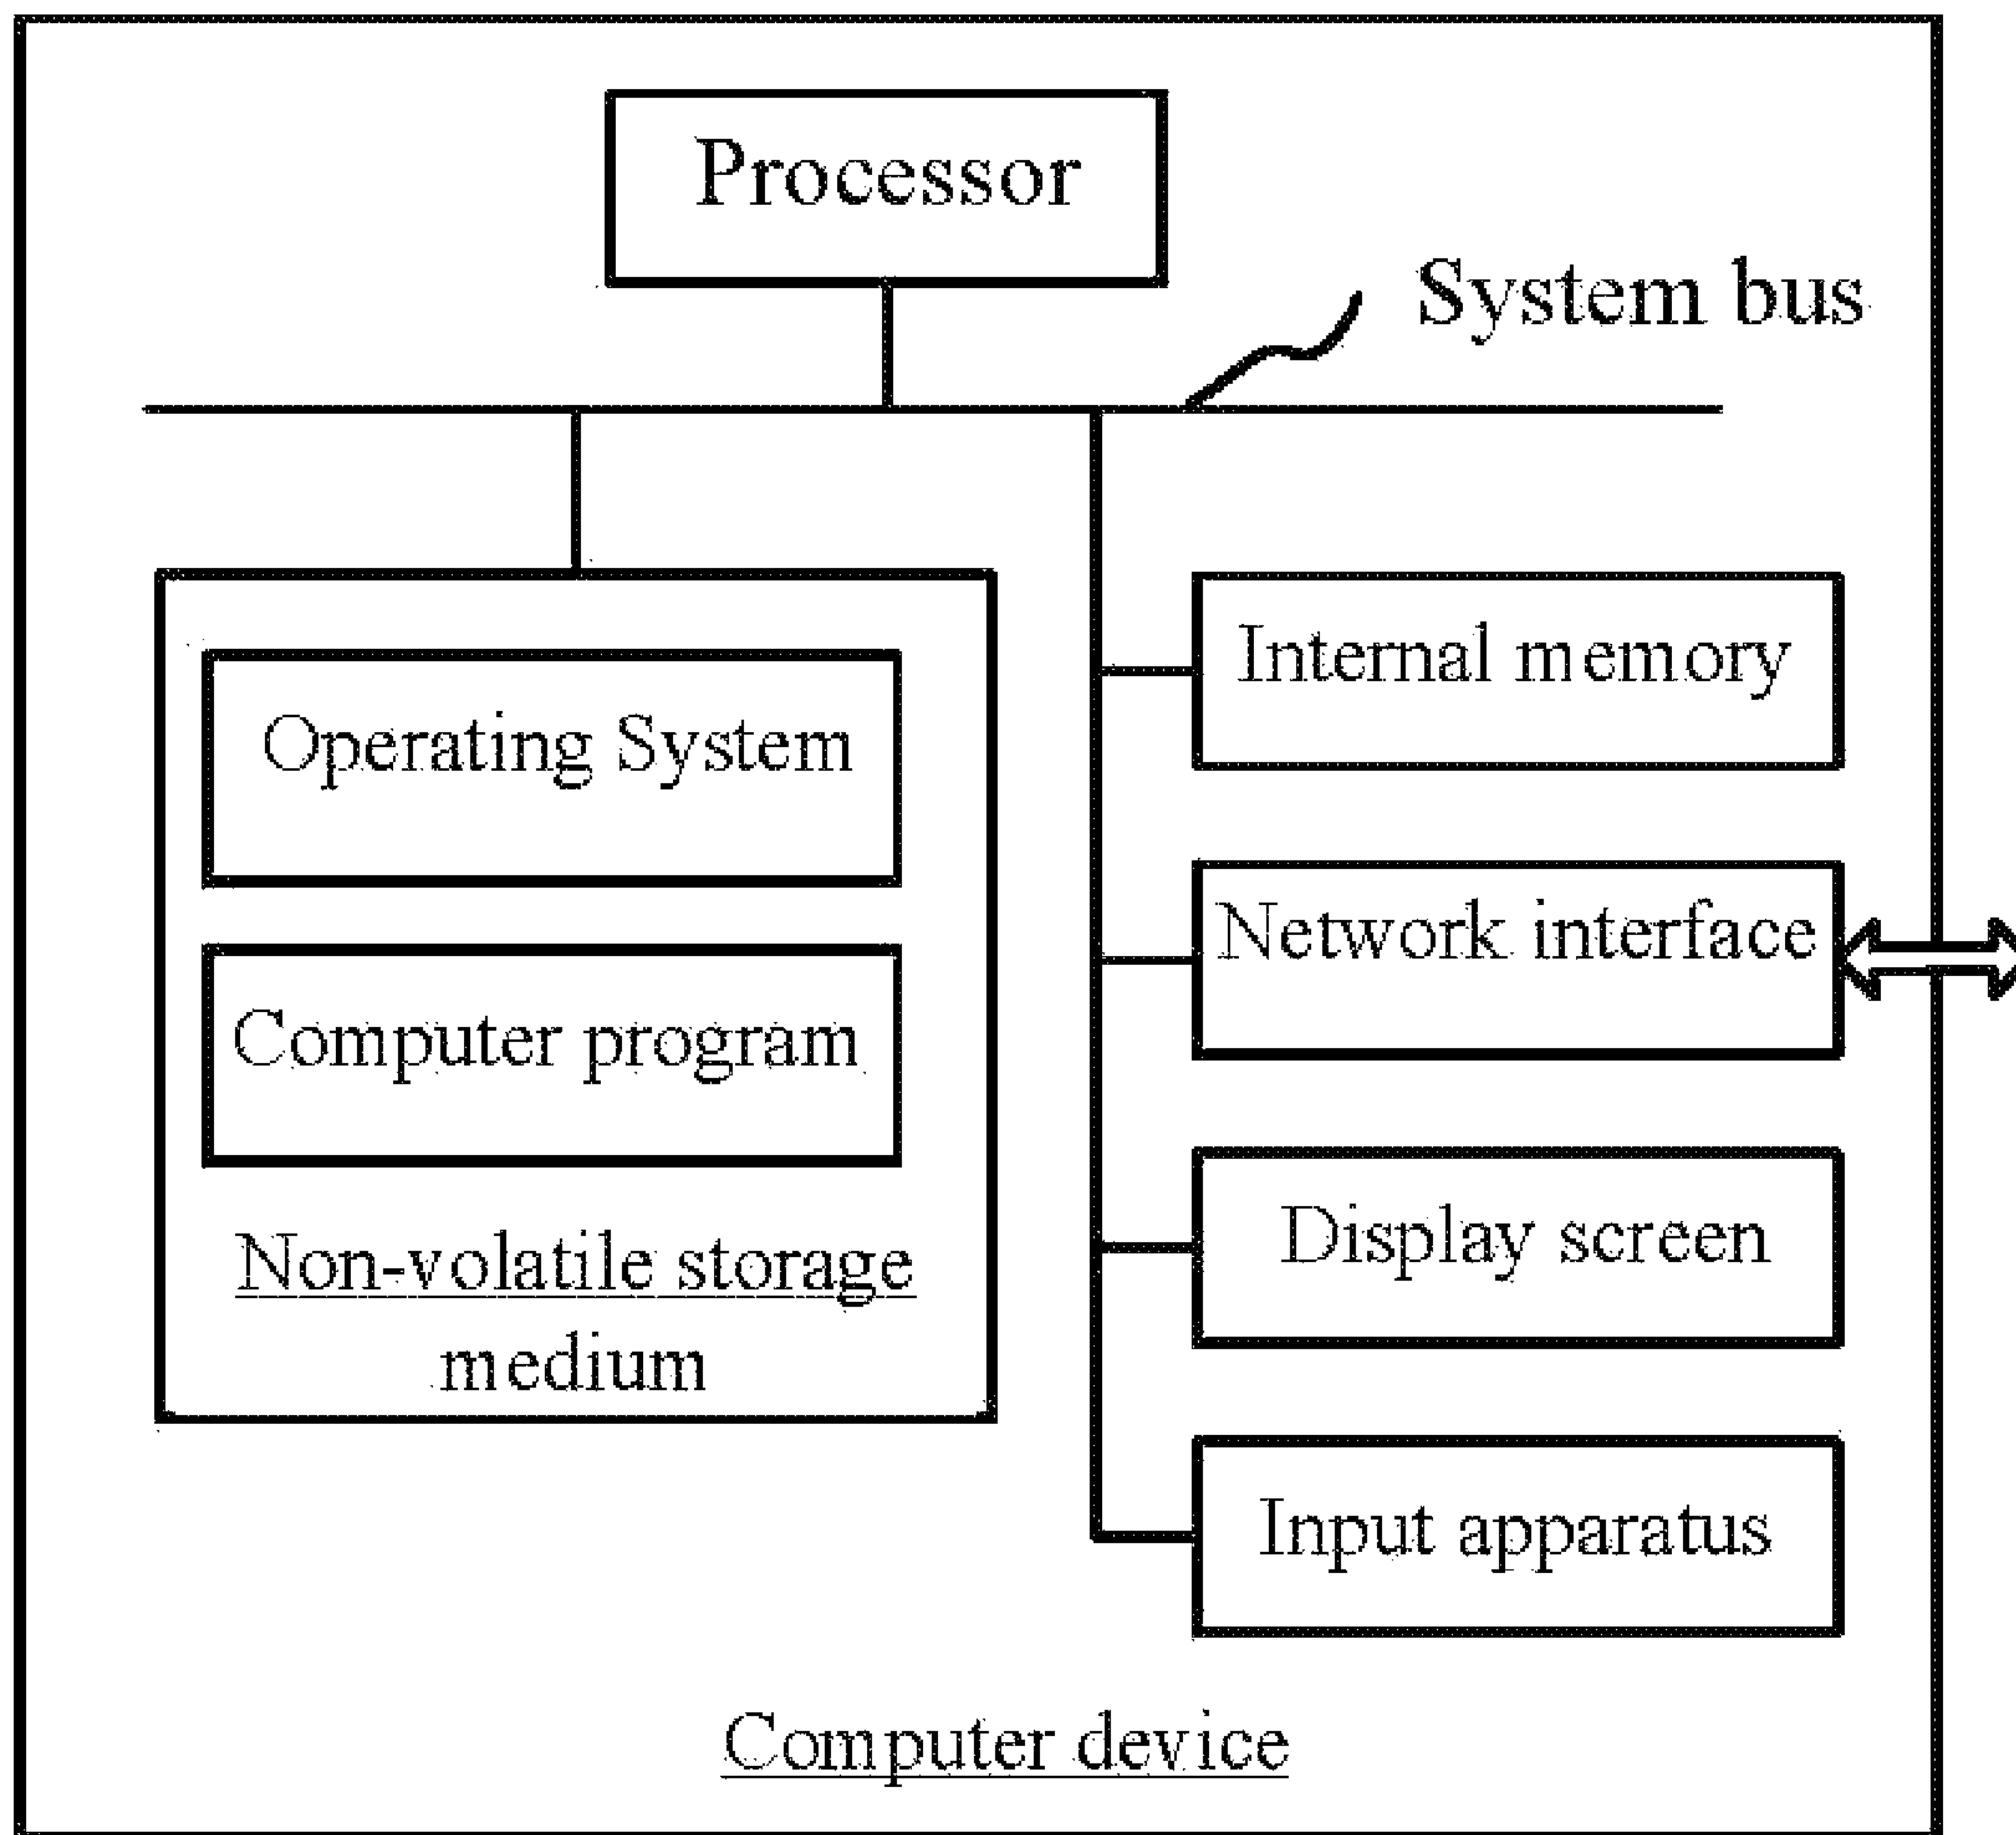 Processor
System bus
Operating System
Computer program
Non-volatile storage
medium
Internal memory
Network interface
Display screen
Input apparatus
Computer device